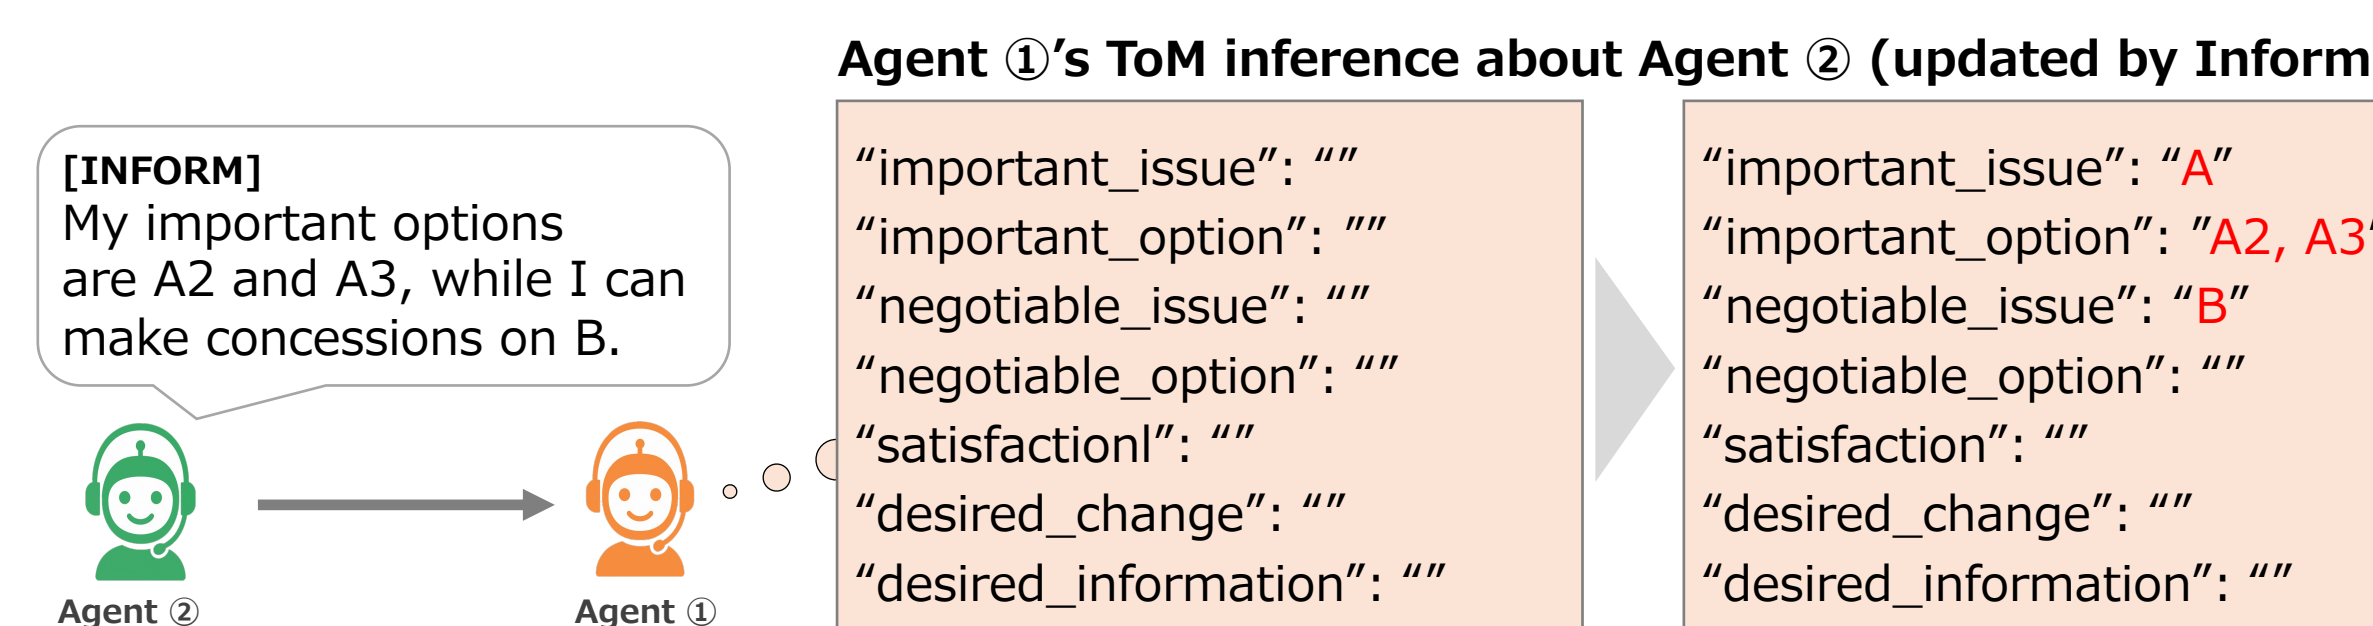 Agent ①’s ToM inference about Agent ② (updated by Inform
[INFORM]
My important options
are A2 and A3, while I can
make concessions on B.
Agent ②
Agent ①
“important_issue”: “”
“important_option”: ””
“negotiable_issue”: “”
“negotiable_option”: “”
“satisfactionl”: “”
“desired_change”: “”
“desired_information”: “”
“important_issue”: “A”
“important_option”: ”A2, A3”
“negotiable_issue”: “B”
“negotiable_option”: “”
“satisfaction”: “”
“desired_change”: “”
“desired_information”: “”